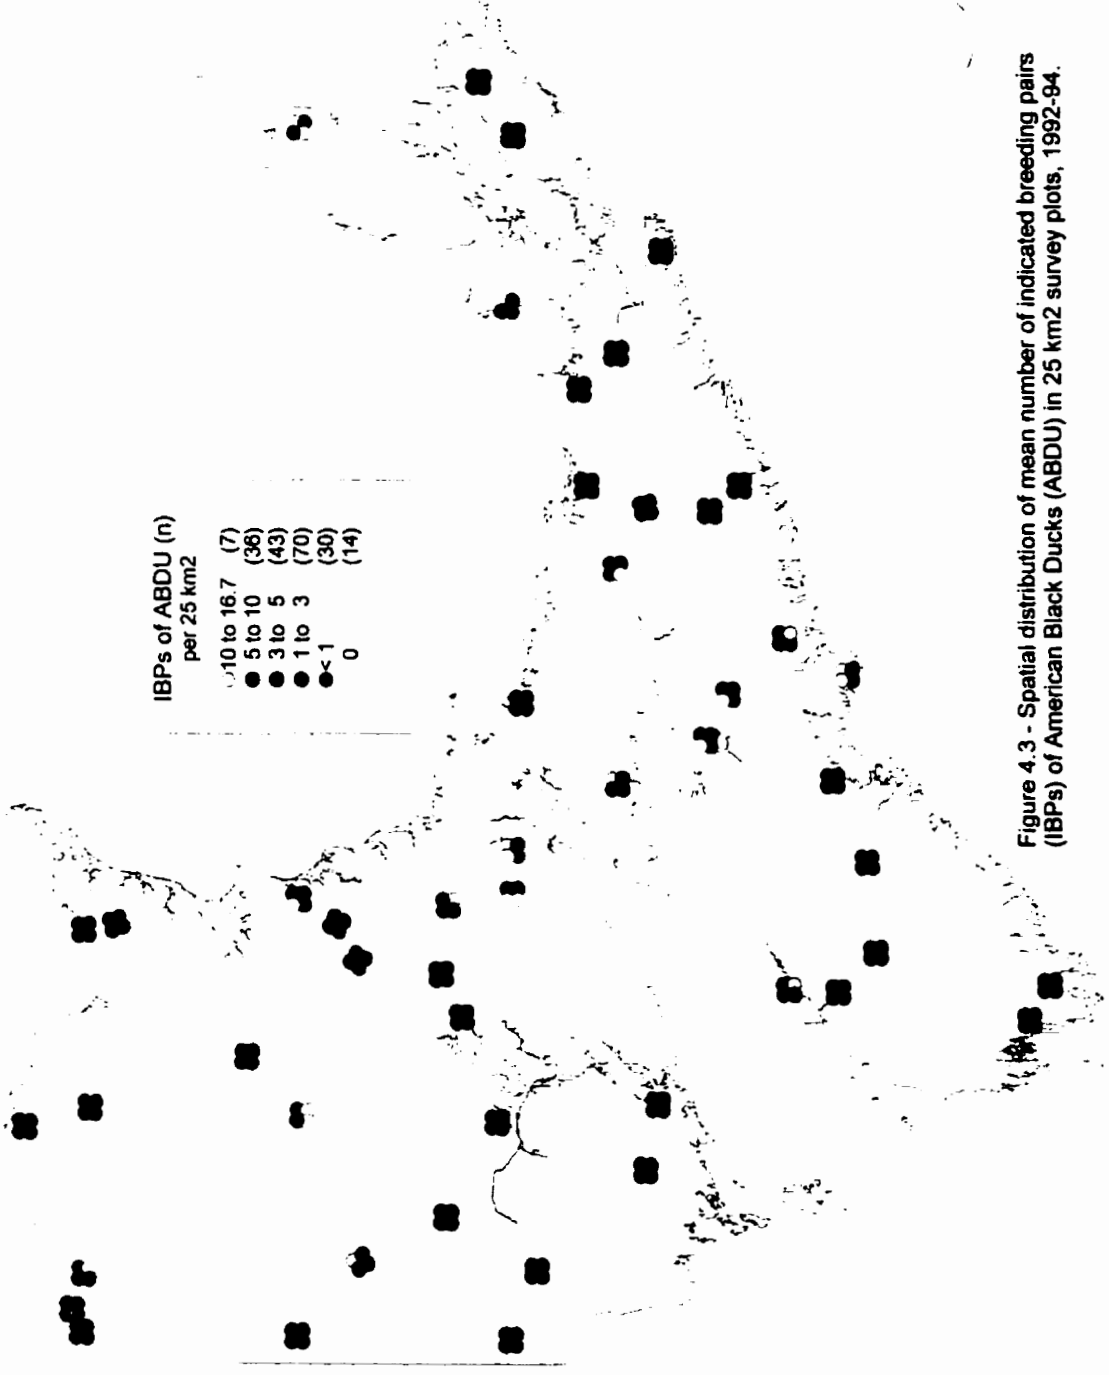 IBPs of ABDU (n)
per 25 km2
10 to 16.7 (7)
5 to 10 (36)
3 to 5 (43)
1 to 3 (70)
< 1 (30)
0 (14)
Figure 4.3 - Spatial distribution of mean number of indicated breeding pairs
(IBPs) of American Black Ducks (ABDU) in 25 km2 survey plots, 1992-94.